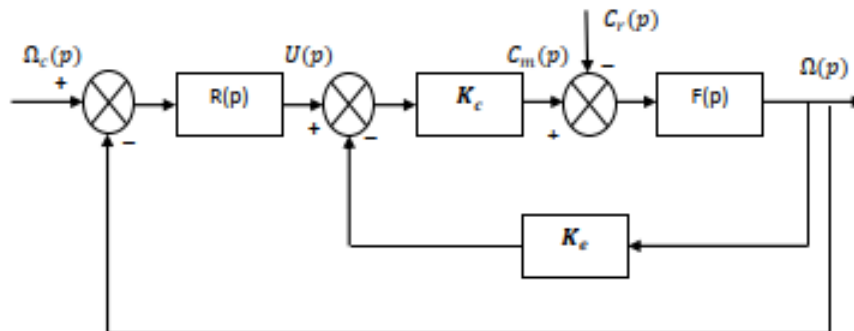 Ω_c(p)
+
−
R(p)
U(p)
+
−
K_c
C_m(p)
+
C_r(p)
−
F(p)
Ω(p)
K_e